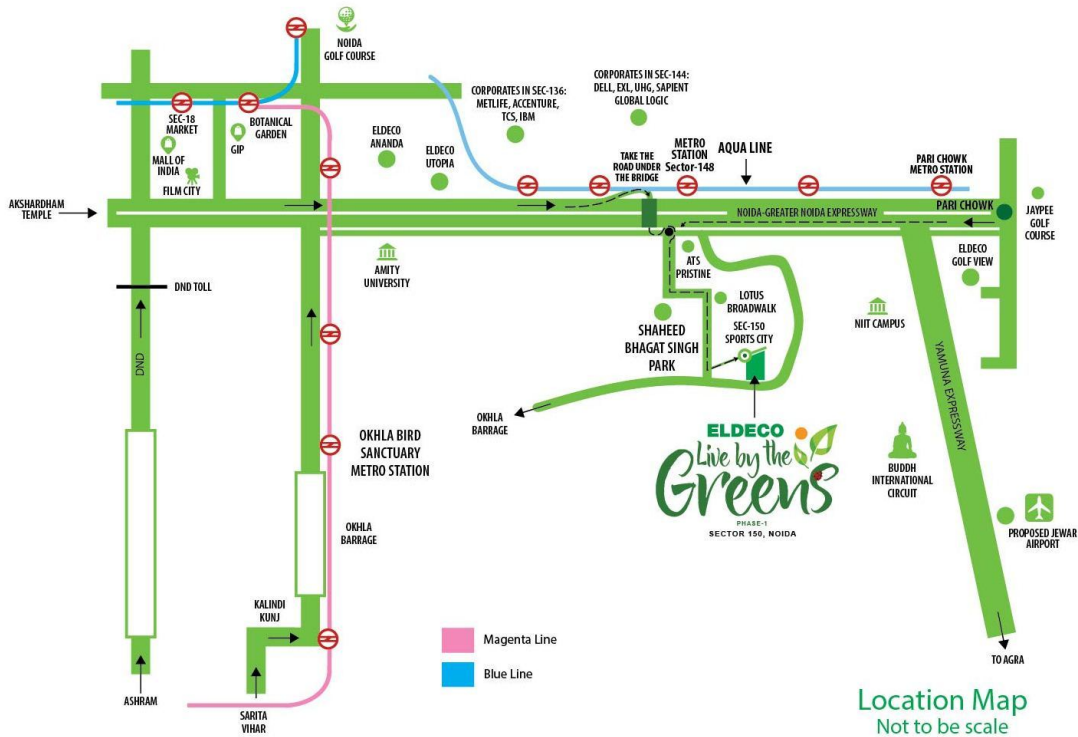 NOIDA
GOLF COURSE
SEC-18
MARKET
BOTANICAL
GARDEN
MALL OF
INDIA
GIP
FILM CITY
ELDECO
ANANDA
ELDECO
UTOPIA
CORPORATES IN SEC-136:
METLIFE, ACCENTURE,
TCS, IBM
CORPORATES IN SEC-144:
DELL, EXL, UHG, SAPIENT
GLOBAL LOGIC
TAKE THE
ROAD UNDER
THE BRIDGE
METRO
STATION
Sector-148
AQUA LINE
PARI CHOWK
METRO STATION
AKSHARDHAM
TEMPLE
NOIDA-GREATER NOIDA EXPRESSWAY
PARI CHOWK
JAYPEE
GOLF
COURSE
AMITY
UNIVERSITY
ATS
PRISTINE
ELDECO
GOLF VIEW
DND TOLL
DND
LOTUS
BROADWALK
SHAHEED
BHAGAT SINGH
PARK
SEC-150
SPORTS CITY
NIIT CAMPUS
YAMUNA EXPRESSWAY
OKHLA
BARRAGE
OKHLA BIRD
SANCTUARY
METRO STATION
ELDECO
Live by the
Greens
PHASE-1
SECTOR 150, NOIDA
BUDDH
INTERNATIONAL
CIRCUIT
OKHLA
BARRAGE
PROPOSED JEWAR
AIRPORT
KALINDI
KUNJ
Magenta Line
Blue Line
TO AGRA
ASHRAM
SARITA
VIHAR
Location Map
Not to be scale